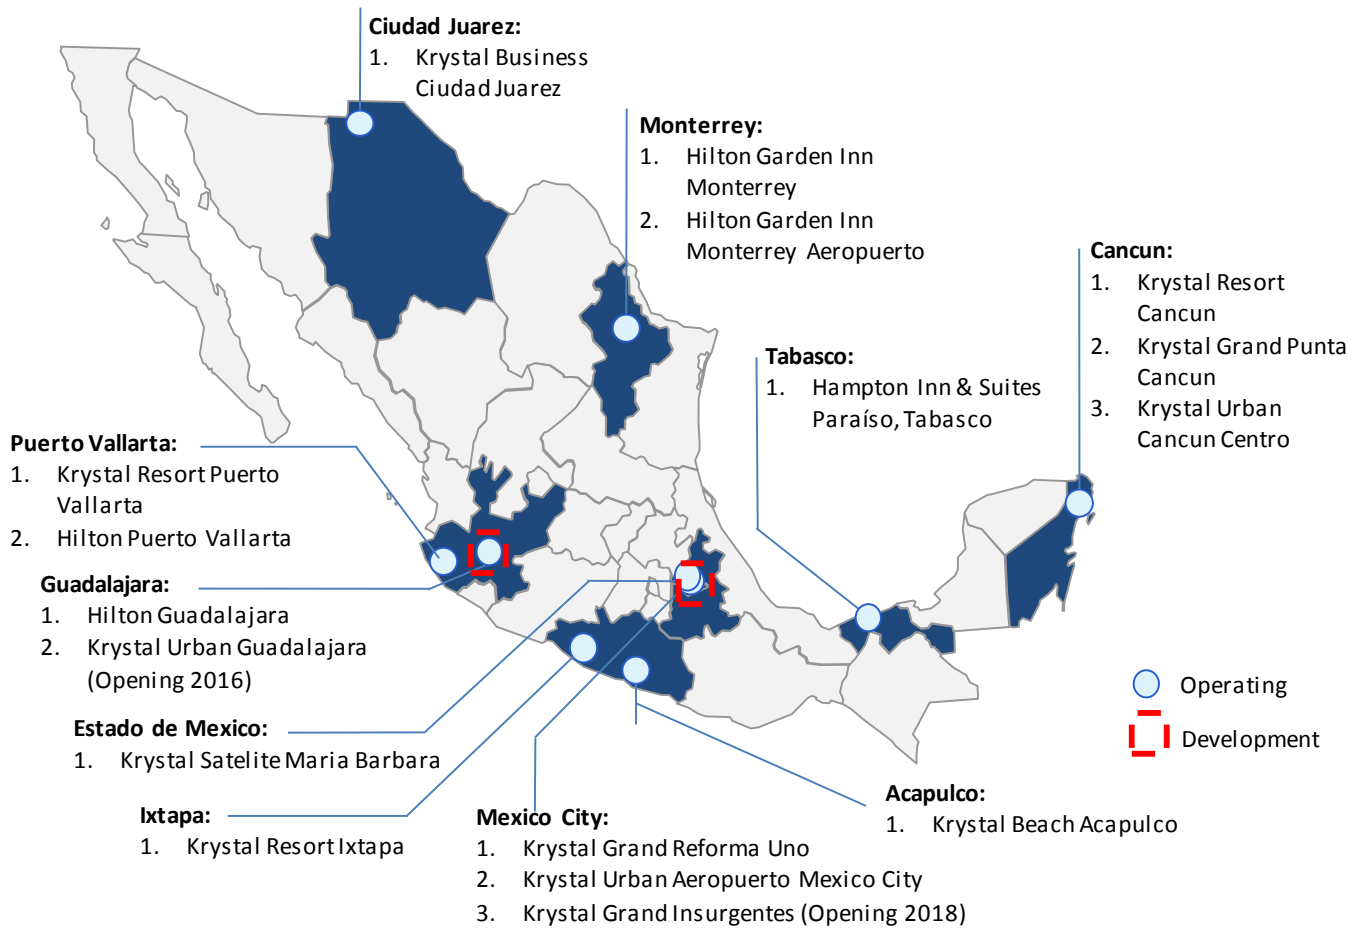 Ciudad Juarez:
1. Krystal Business
Ciudad Juarez
Monterrey:
1. Hilton Garden Inn
Monterrey
2. Hilton Garden Inn
Monterrey Aeropuerto
Cancun:
1. Krystal Resort
Cancun
2. Krystal Grand Punta
Cancun
3. Krystal Urban
Cancun Centro
Tabasco:
1. Hampton Inn & Suites
Paraíso, Tabasco
Puerto Vallarta:
1. Krystal Resort Puerto
Vallarta
2. Hilton Puerto Vallarta
Guadalajara:
1. Hilton Guadalajara
2. Krystal Urban Guadalajara
(Opening 2016)
Estado de Mexico:
1. Krystal Satelite Maria Barbara
Ixtapa:
1. Krystal Resort Ixtapa
Mexico City:
1. Krystal Grand Reforma Uno
2. Krystal Urban Aeropuerto Mexico City
3. Krystal Grand Insurgentes (Opening 2018)
Acapulco:
1. Krystal Beach Acapulco
Operating
Development